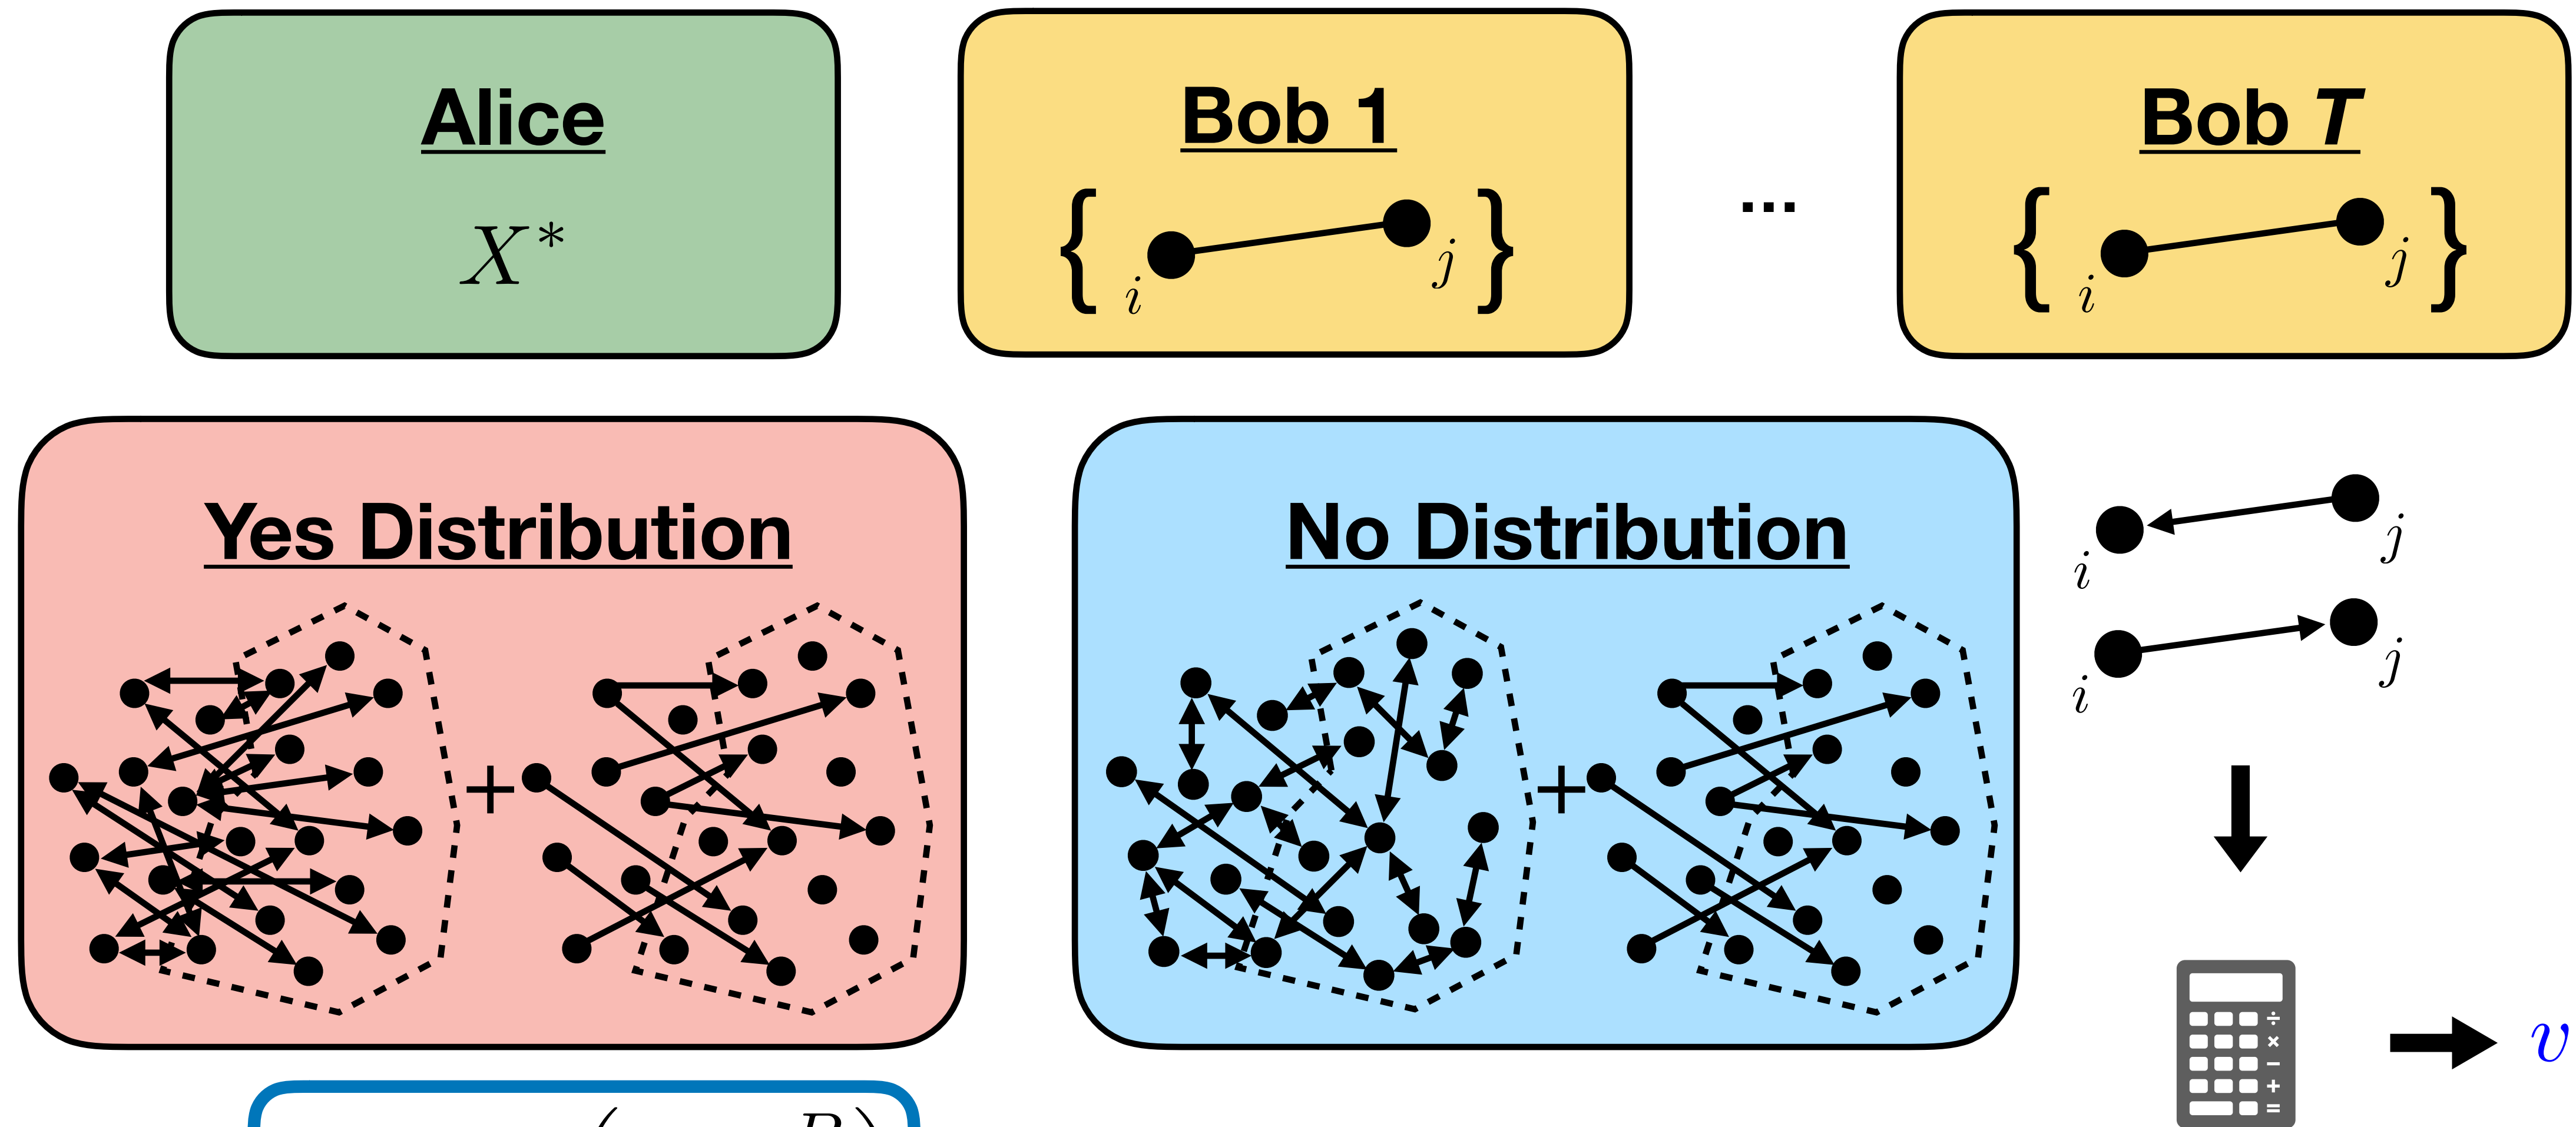 Alice
X*
Bob 1
{ i j }
...
Bob T
{ i j }
Yes Distribution
+
No Distribution
+
i j
i j
÷
×
−
+
=
v